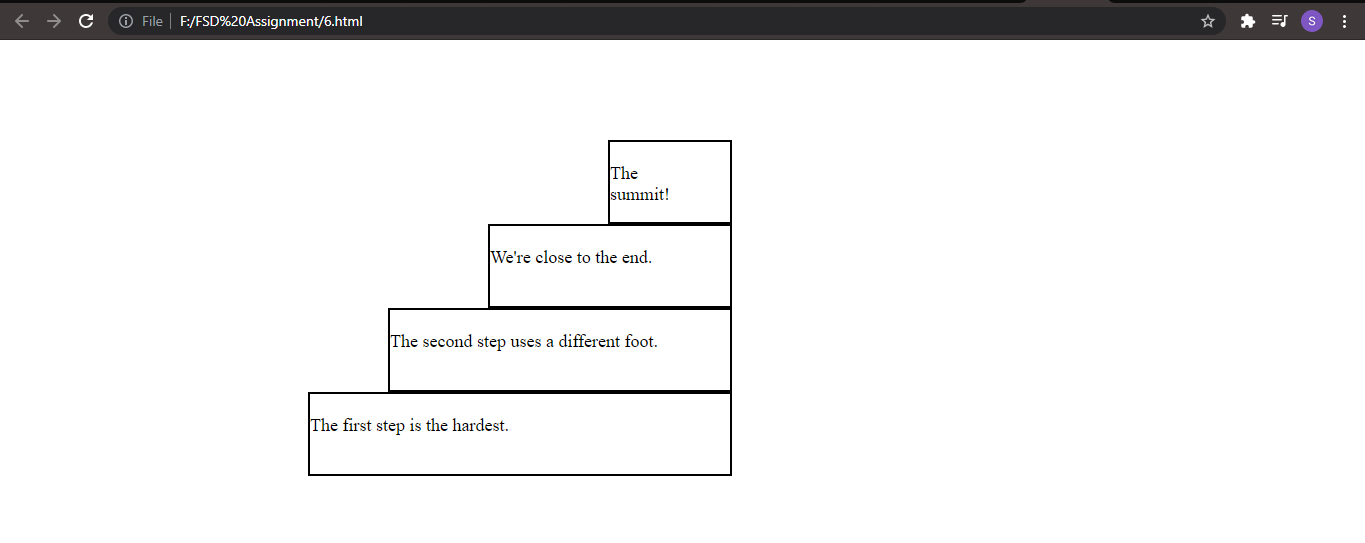 File F:/FSD%20Assignment/6.html S
The
summit!
We're close to the end.
The second step uses a different foot.
The first step is the hardest.